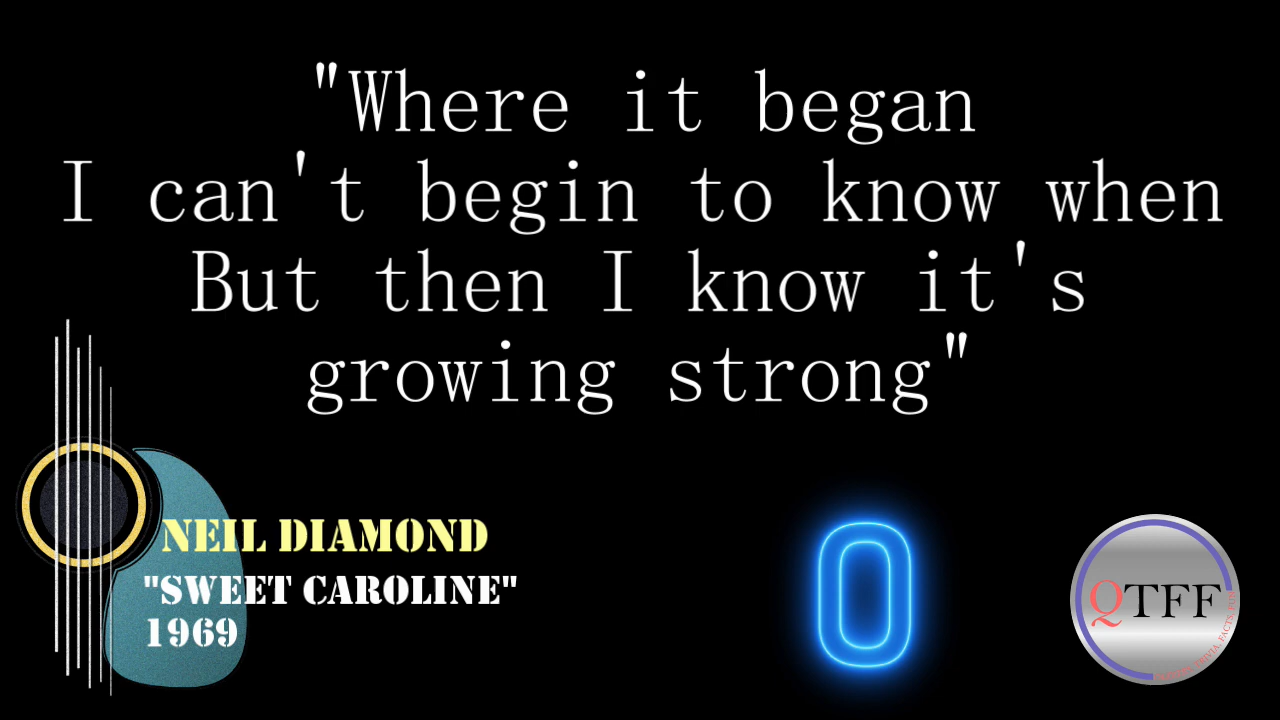 "Where it began
I can't begin to know when
But then I know it's
growing strong"
NEIL DIAMOND
"SWEET CAROLINE"
1969
0
QTFF